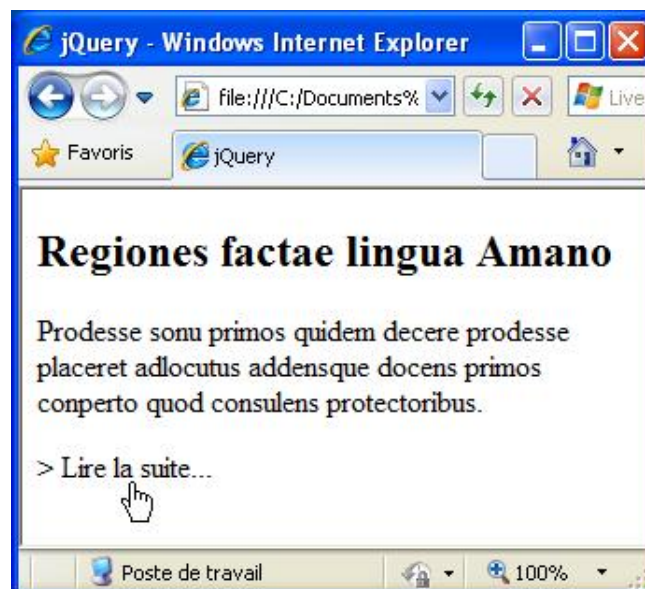 jQuery - Windows Internet Explorer
file:///C:/Documents%
Live
Favoris
jQuery
Regiones factae lingua Amano
Prodesse sonu primos quidem decere prodesse
placeret adlocutus addensque docens primos
conperto quod consulens protectoribus.
> Lire la suite...
Poste de travail
100%